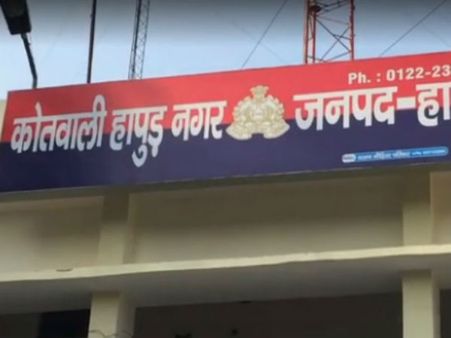 Ph. : 0122-23
कोतवाली हापुड़ नगर जनपद-हा